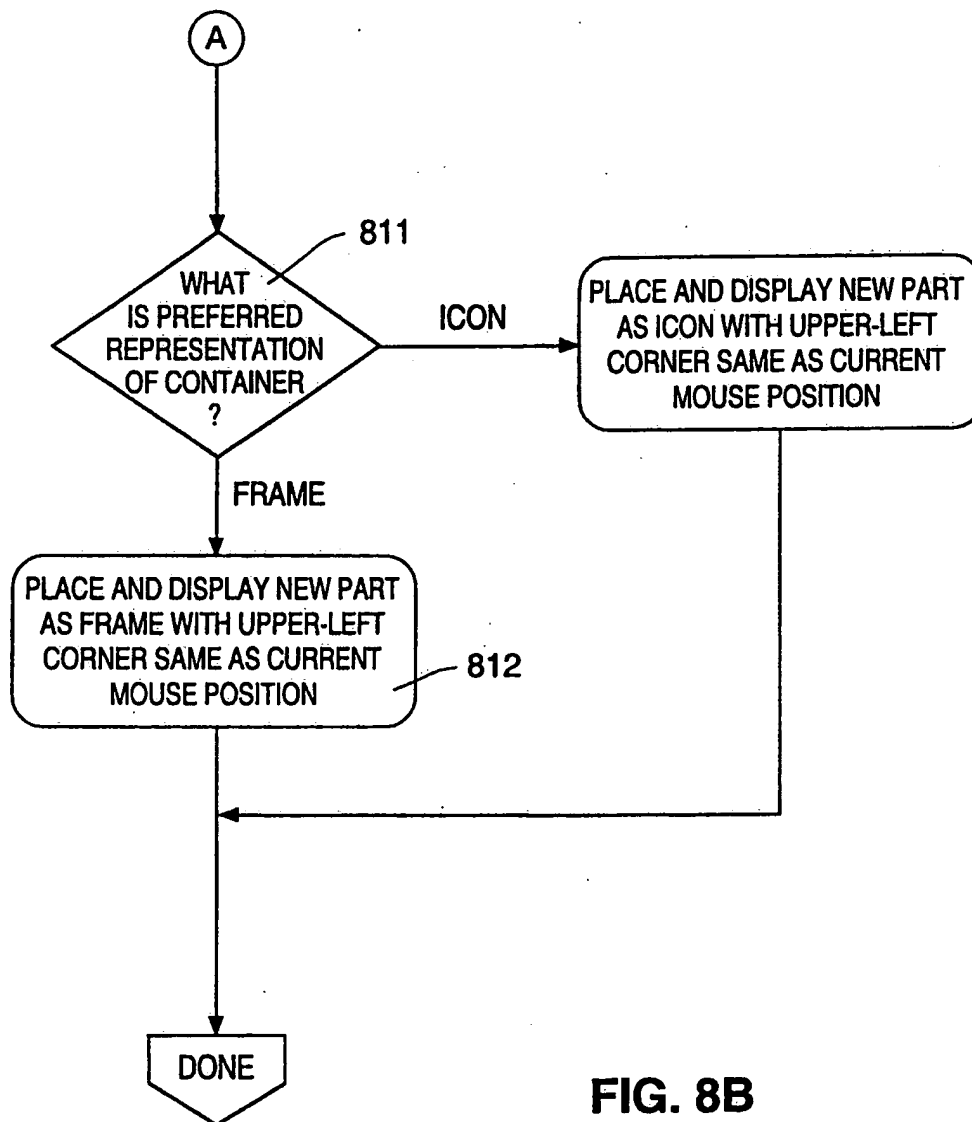 A
811
WHAT
IS PREFERRED
REPRESENTATION
OF CONTAINER
?
ICON
PLACE AND DISPLAY NEW PART
AS ICON WITH UPPER-LEFT
CORNER SAME AS CURRENT
MOUSE POSITION
FRAME
PLACE AND DISPLAY NEW PART
AS FRAME WITH UPPER-LEFT
CORNER SAME AS CURRENT
MOUSE POSITION
812
DONE
FIG. 8B